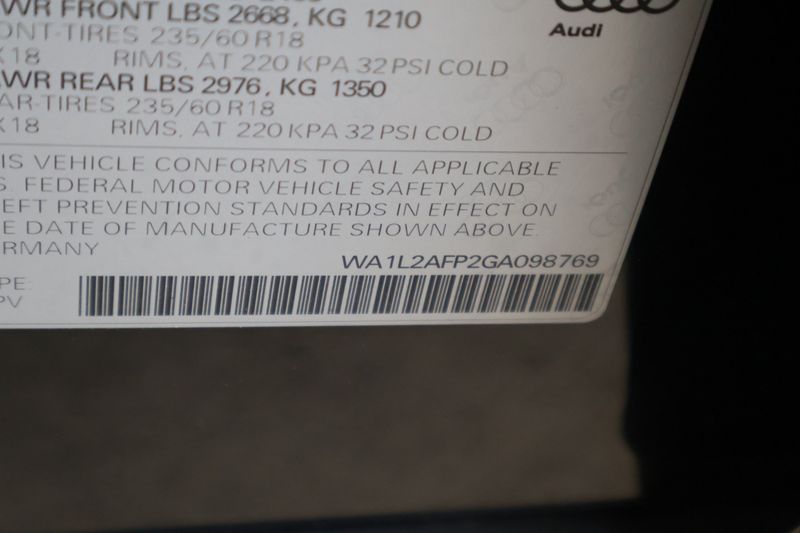 WR FRONT LBS 2668, KG 1210
Audi
ONT-TIRES 235/60 R18
X18 RIMS, AT 220 KPA 32 PSI COLD
WR REAR LBS 2976, KG 1350
AR-TIRES 235/60 R18
X18 RIMS, AT 220 KPA 32 PSI COLD
IS VEHICLE CONFORMS TO ALL APPLICABLE
S. FEDERAL MOTOR VEHICLE SAFETY AND
EFT PREVENTION STANDARDS IN EFFECT ON
E DATE OF MANUFACTURE SHOWN ABOVE.
ERMANY
WA1L2AFP2GA098769
PE:
PV